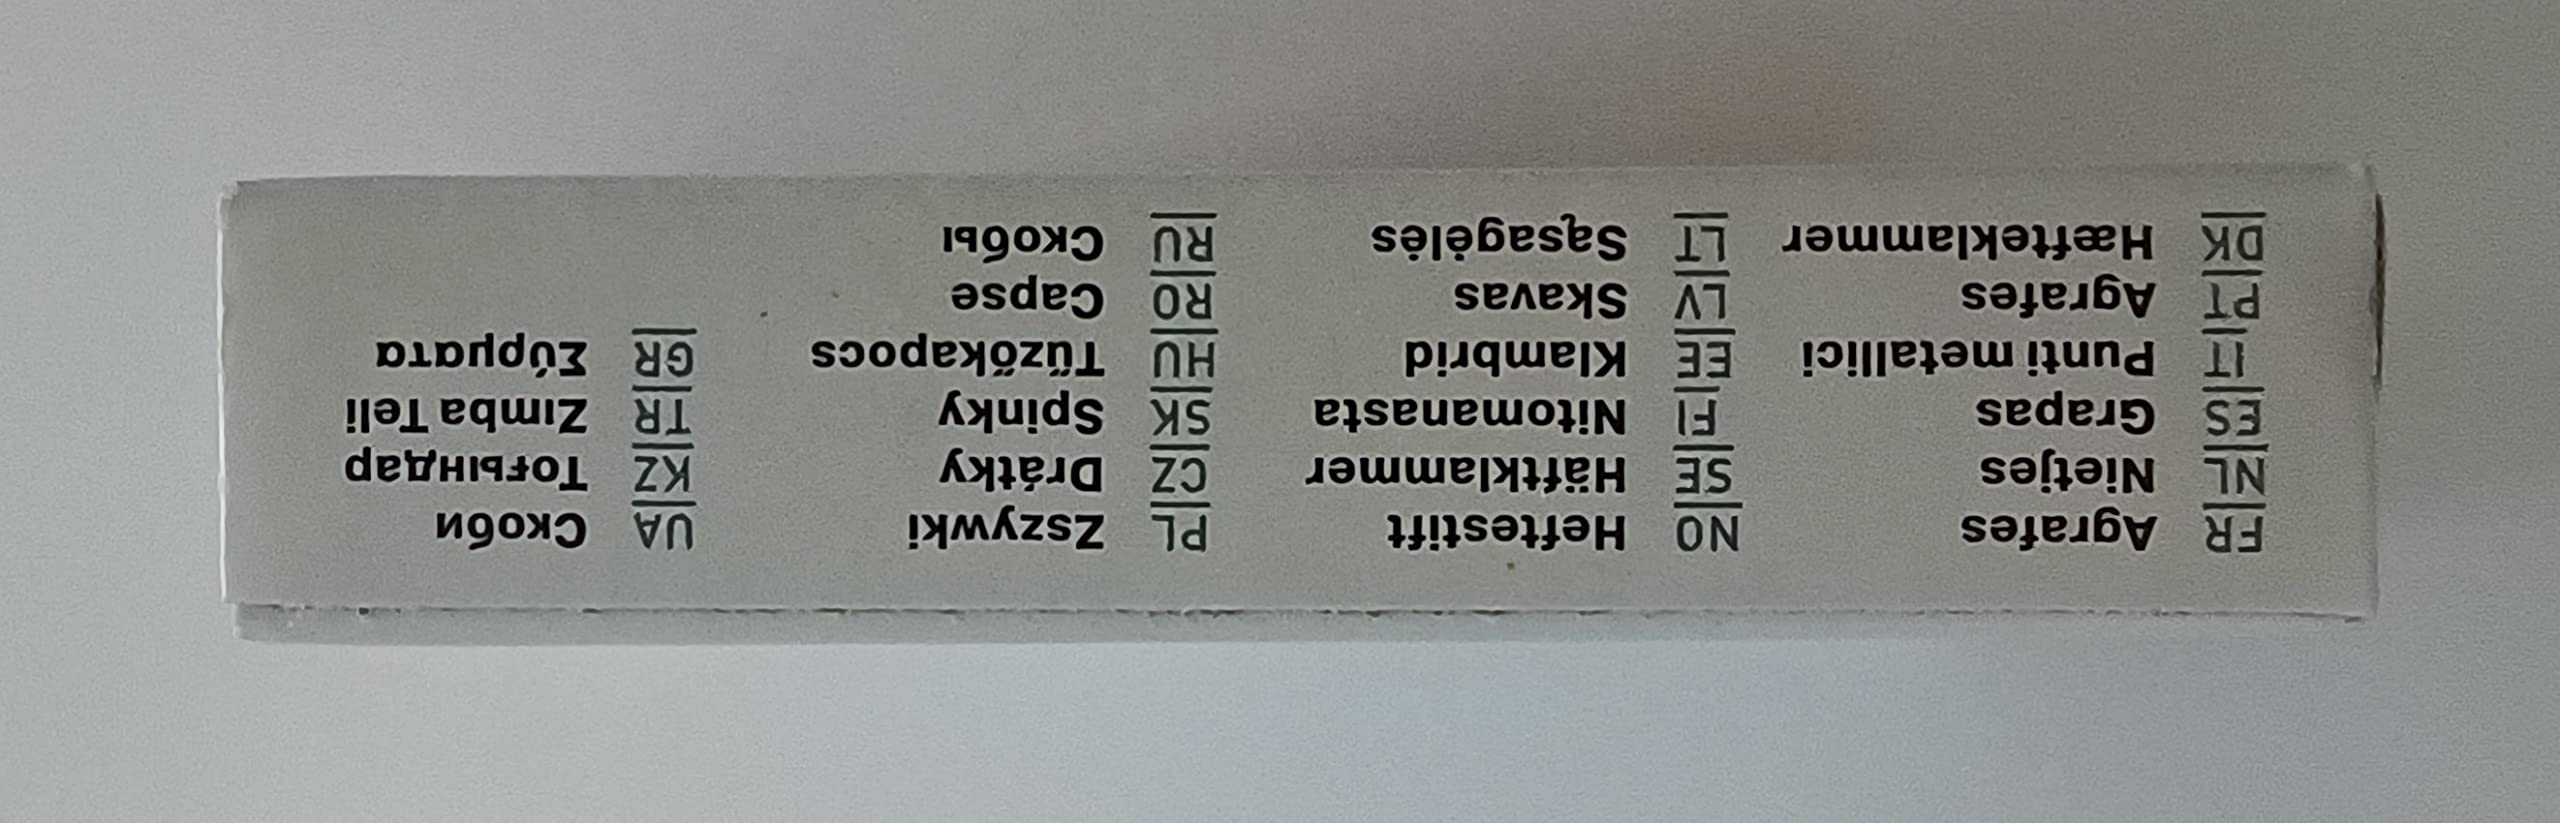 FR Agrafes
NL Nietjes
ES Grapas
IT Punti metallici
PT Agrafes
DK Hæfteklammer
NO Heftestift
SE Häftklammer
FI Nitomanasta
EE Klambrid
LV Skavas
LT Sąsagėlės
PL Zszywki
CZ Drátky
SK Spinky
HU Tűzőkapocs
RO Capse
RU Скобы
UA Скоби
KZ Тоғындар
TR Zımba Teli
GR Σύρματα